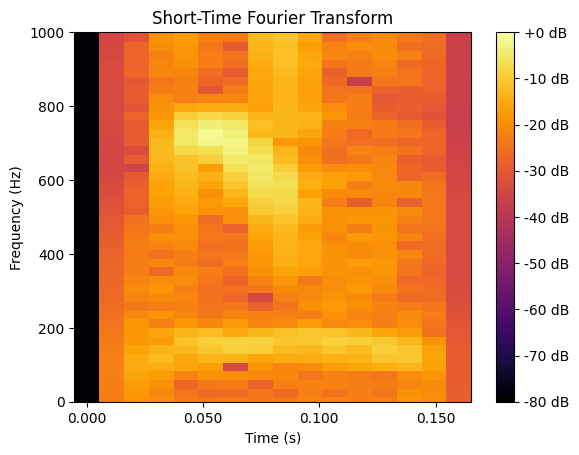 Short-Time Fourier Transform
1000
800
600
400
200
0
Frequency (Hz)
0.000
0.050
0.100
0.150
Time (s)
+0 dB
-10 dB
-20 dB
-30 dB
-40 dB
-50 dB
-60 dB
-70 dB
-80 dB